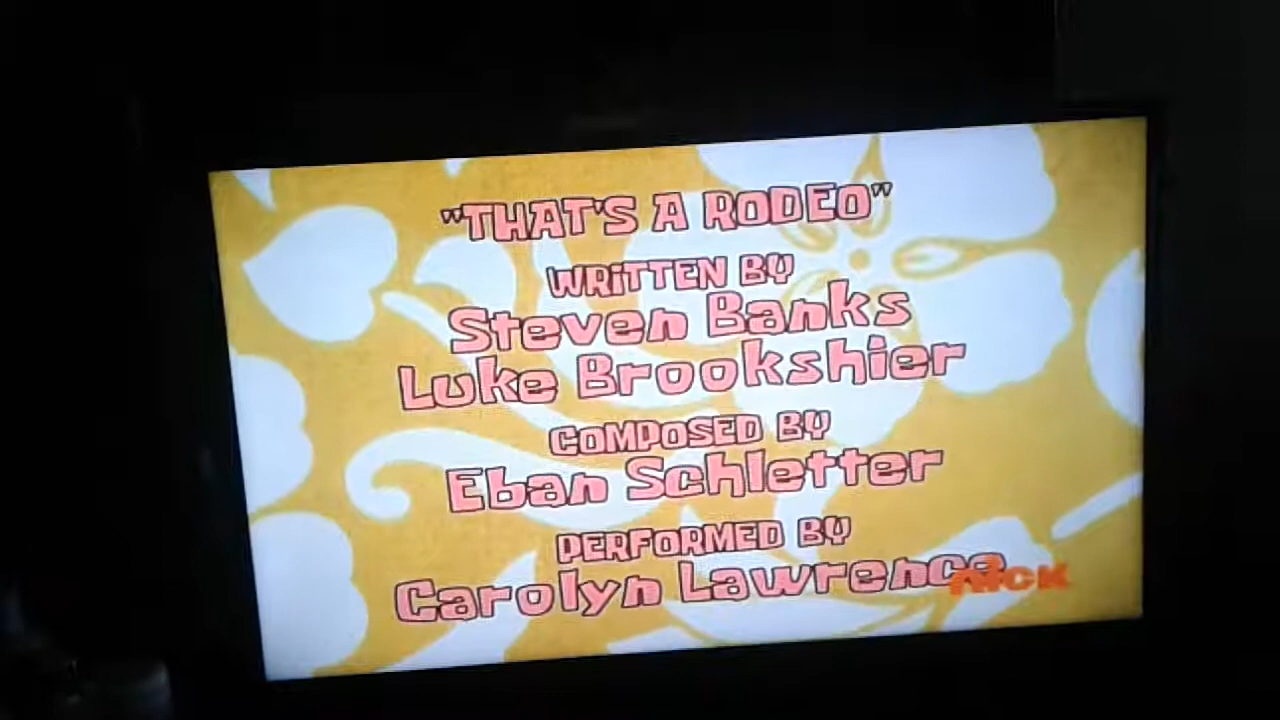 "THAT'S A RODEO"
WRITTEN BY
Steven Banks
Luke Brookshier
COMPOSED BY
Eban Schletter
PERFORMED BY
Carolyn Lawrence
nick